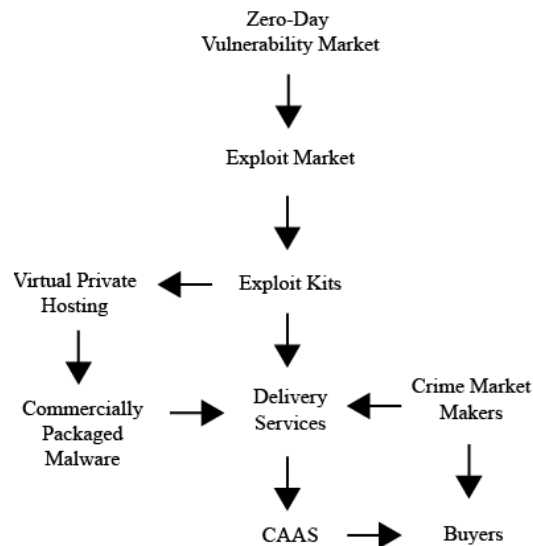 Zero-Day
Vulnerability Market
Exploit Market
Virtual Private
Hosting
Exploit Kits
Commercially
Packaged
Malware
Delivery
Services
Crime Market
Makers
CAAS
Buyers